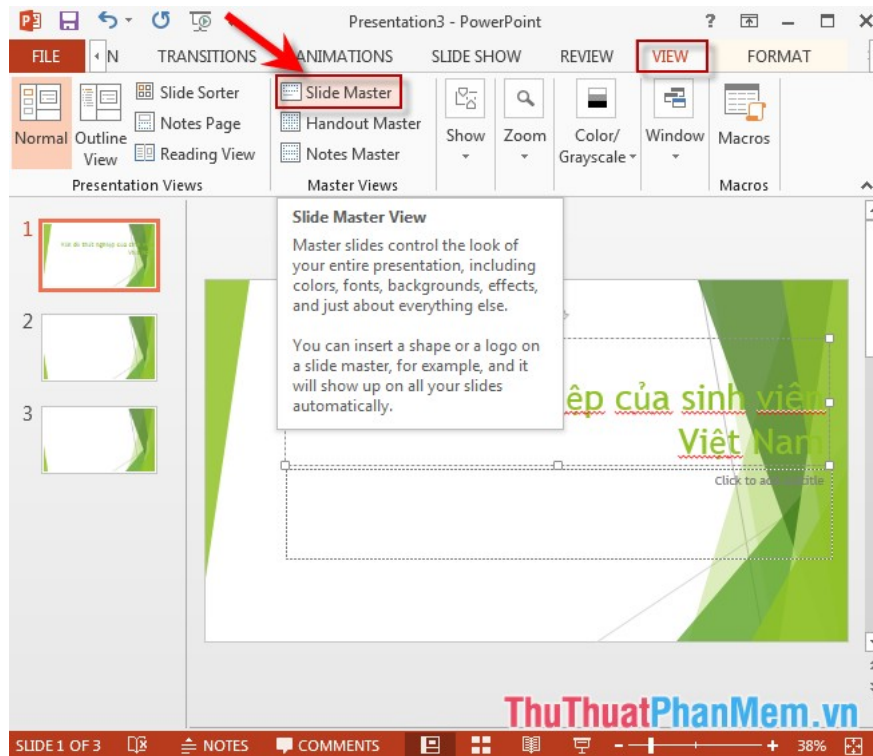 Presentation3 - PowerPoint
FILE N TRANSITIONS ANIMATIONS SLIDE SHOW REVIEW VIEW FORMAT
Normal
Outline View
Slide Sorter
Notes Page
Reading View
Presentation Views
Slide Master
Handout Master
Notes Master
Master Views
Show
Zoom
Color/
Grayscale
Window
Macros
Macros
Slide Master View
Master slides control the look of
your entire presentation, including
colors, fonts, backgrounds, effects,
and just about everything else.
You can insert a shape or a logo on
a slide master, for example, and it
will show up on all your slides
automatically.
1
2
3
ệp của sinh viên
Việt Nam
Click to add
ThuThuatPhanMem.vn
SLIDE 1 OF 3 NOTES COMMENTS 38%